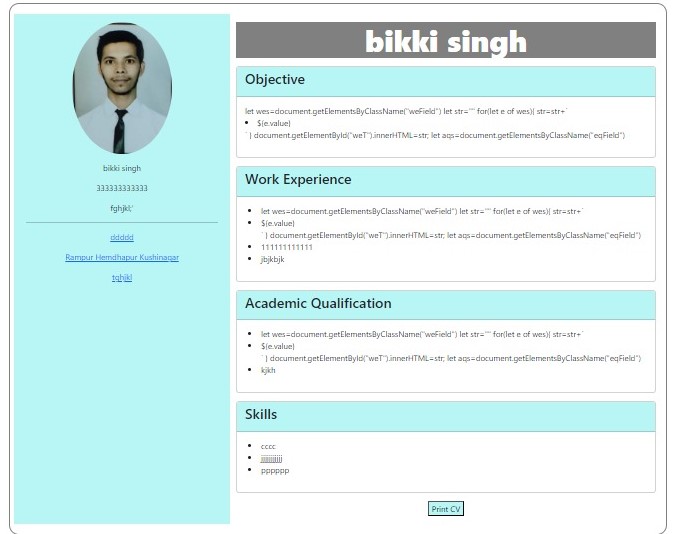 bikki singh
333333333333
fghjkl;'
ddddd
Rampur Hemdhapur Kushinagar
tghjkl
bikki singh
Objective
let wes=document.getElementsByClassName("weField") let str="" for(let e of wes){ str=str+`
$(e.value)
` } document.getElementById("weT").innerHTML=str; let aqs=document.getElementsByClassName("eqField")
Work Experience
let wes=document.getElementsByClassName("weField") let str="" for(let e of wes){ str=str+`
$(e.value)
` } document.getElementById("weT").innerHTML=str; let aqs=document.getElementsByClassName("eqField")
111111111111
jbjkbjk
Academic Qualification
let wes=document.getElementsByClassName("weField") let str="" for(let e of wes){ str=str+`
$(e.value)
` } document.getElementById("weT").innerHTML=str; let aqs=document.getElementsByClassName("eqField")
kjkh
Skills
cccc
pppppp
Print CV